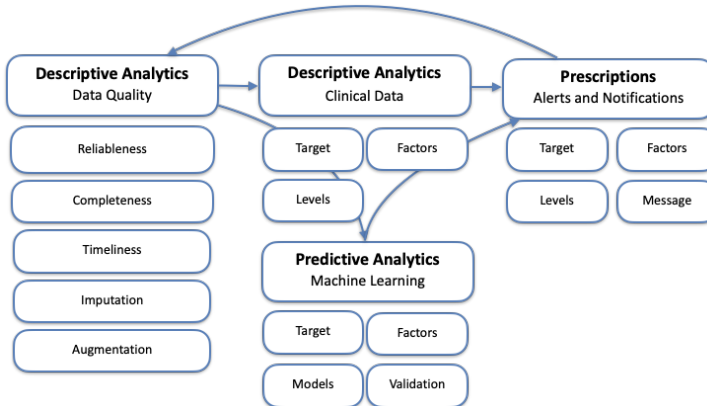 Descriptive Analytics
Data Quality
Descriptive Analytics
Clinical Data
Prescriptions
Alerts and Notifications
Reliableness
Completeness
Timeliness
Imputation
Augmentation
Target
Factors
Levels
Predictive Analytics
Machine Learning
Target
Factors
Models
Validation
Target
Factors
Levels
Message